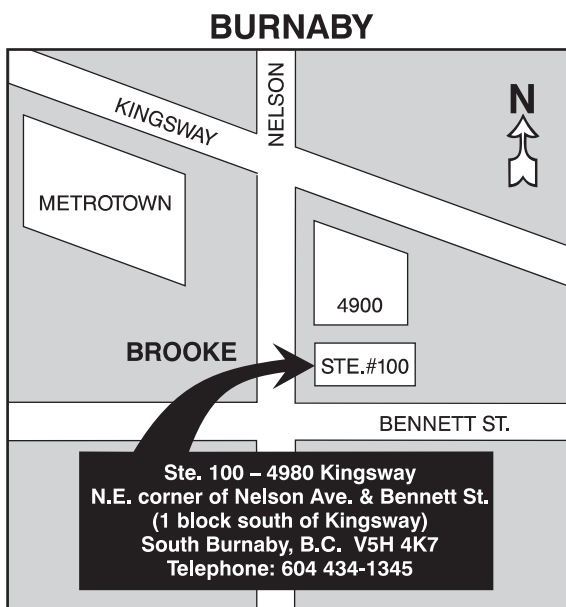 BURNABY
KINGSWAY
NELSON
N
METROTOWN
4900
BROOKE
STE.#100
BENNETT ST.
Ste. 100 – 4980 Kingsway
N.E. corner of Nelson Ave. & Bennett St.
(1 block south of Kingsway)
South Burnaby, B.C.  V5H 4K7
Telephone: 604 434-1345